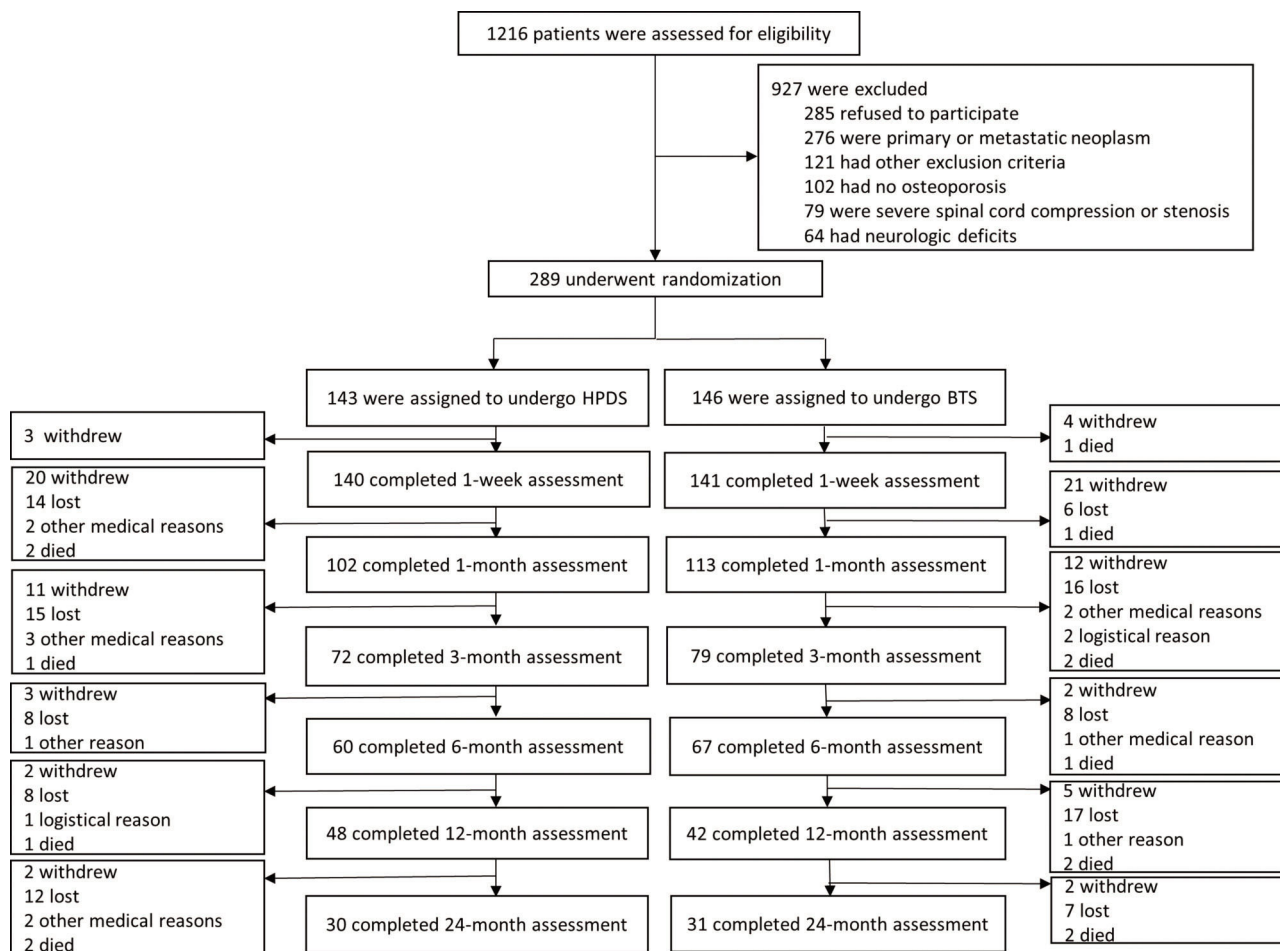 1216 patients were assessed for eligibility
927 were excluded
285 refused to participate
276 were primary or metastatic neoplasm
121 had other exclusion criteria
102 had no osteoporosis
79 were severe spinal cord compression or stenosis
64 had neurologic deficits
289 underwent randomization
143 were assigned to undergo HPDS
146 were assigned to undergo BTS
3 withdrew
4 withdrew
1 died
140 completed 1-week assessment
141 completed 1-week assessment
20 withdrew
14 lost
2 other medical reasons
2 died
21 withdrew
6 lost
1 died
102 completed 1-month assessment
113 completed 1-month assessment
11 withdrew
15 lost
3 other medical reasons
1 died
12 withdrew
16 lost
2 other medical reasons
2 logistical reason
2 died
72 completed 3-month assessment
79 completed 3-month assessment
3 withdrew
8 lost
1 other reason
2 withdrew
8 lost
1 other medical reason
1 died
60 completed 6-month assessment
67 completed 6-month assessment
2 withdrew
8 lost
1 logistical reason
1 died
5 withdrew
17 lost
1 other reason
2 died
48 completed 12-month assessment
42 completed 12-month assessment
2 withdrew
12 lost
2 other medical reasons
2 died
2 withdrew
7 lost
2 died
30 completed 24-month assessment
31 completed 24-month assessment